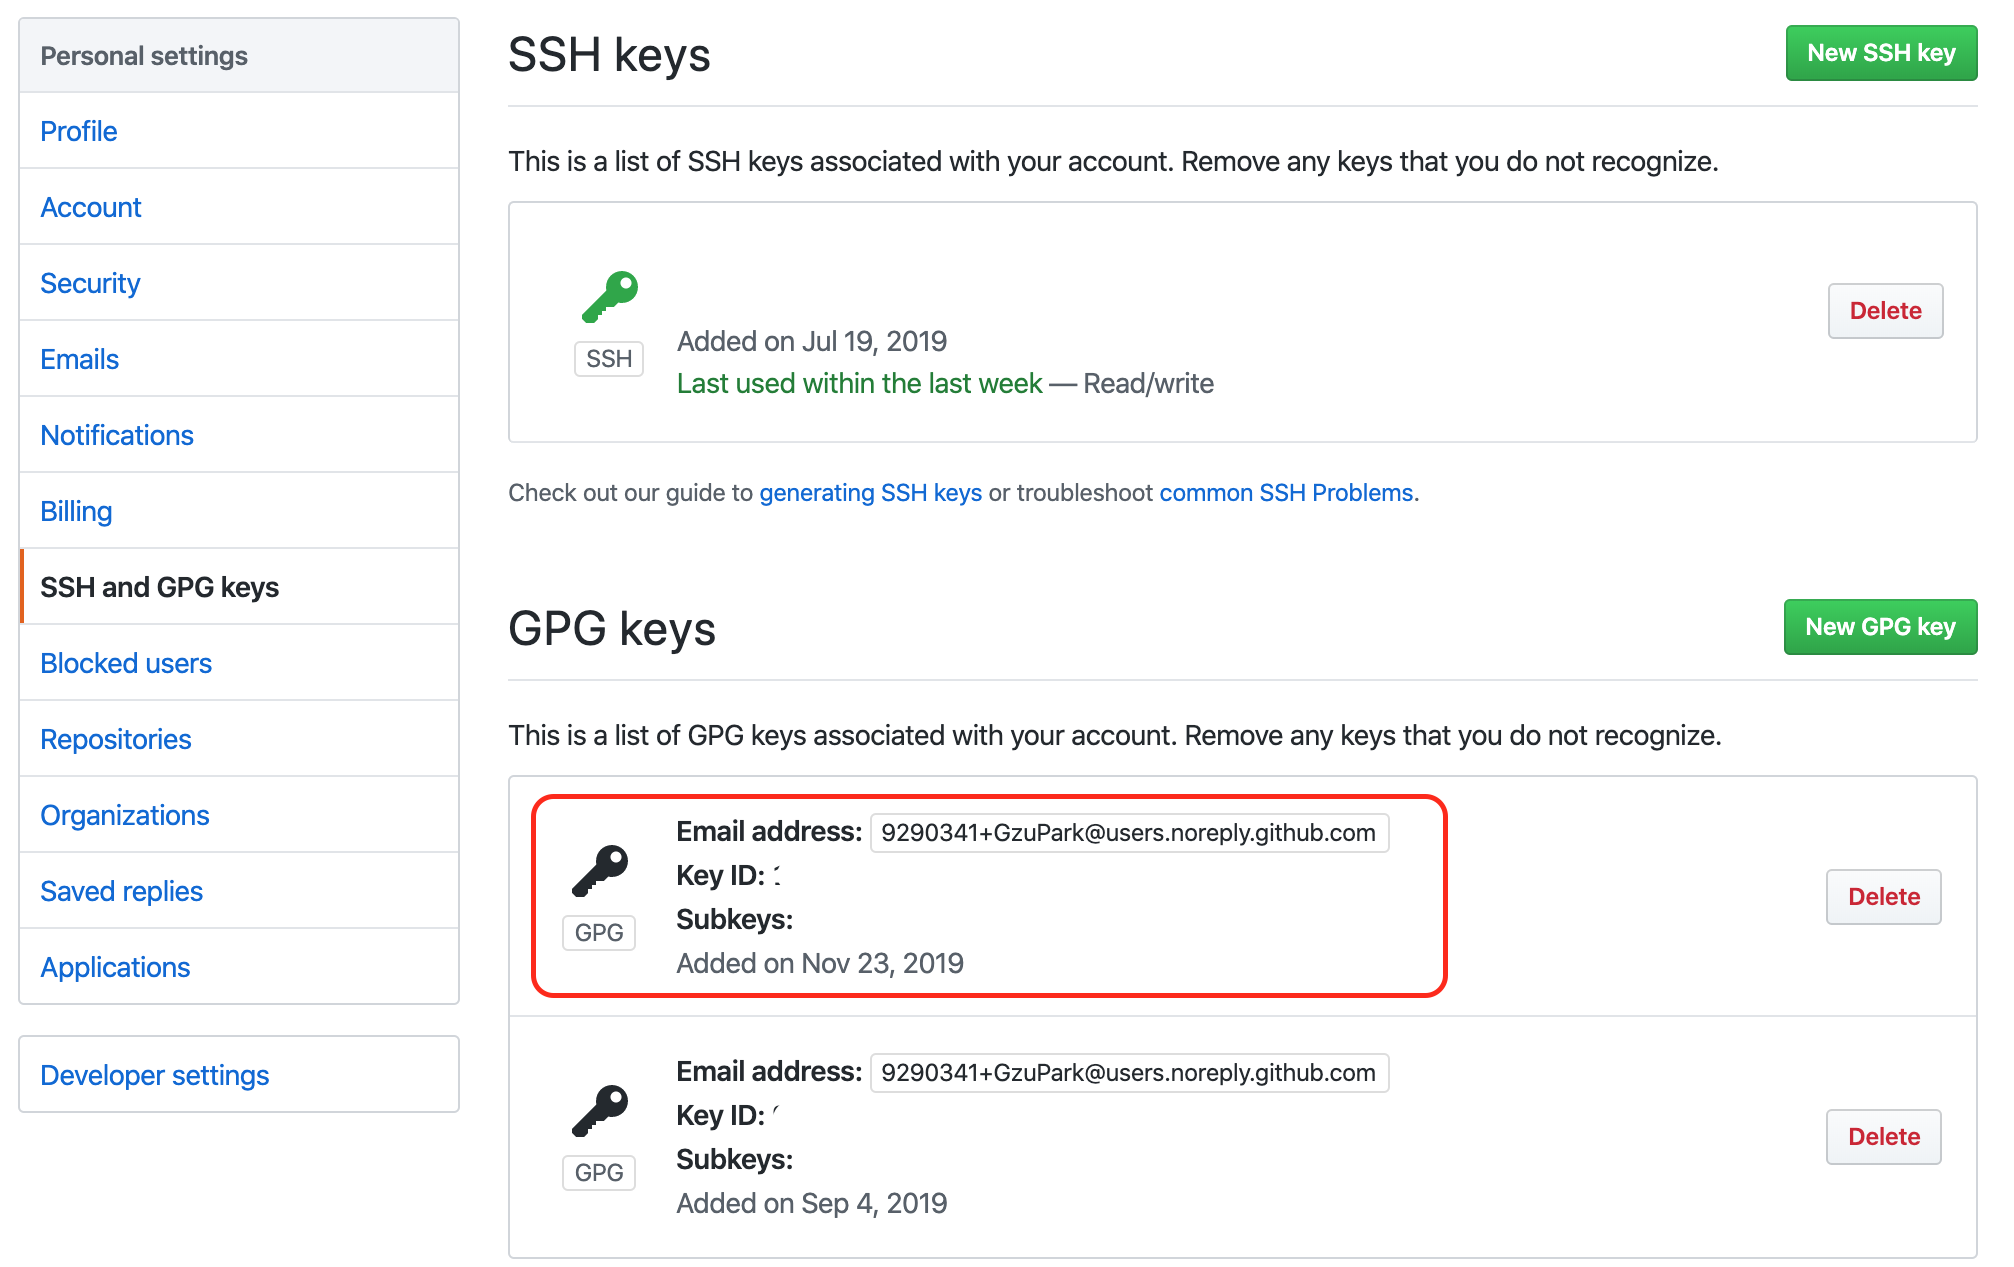 Personal settings
Profile
Account
Security
Emails
Notifications
Billing
SSH and GPG keys
Blocked users
Repositories
Organizations
Saved replies
Applications
Developer settings
SSH keys
New SSH key
This is a list of SSH keys associated with your account. Remove any keys that you do not recognize.
SSH
Added on Jul 19, 2019
Last used within the last week — Read/write
Delete
Check out our guide to generating SSH keys or troubleshoot common SSH Problems.
GPG keys
New GPG key
This is a list of GPG keys associated with your account. Remove any keys that you do not recognize.
GPG
Email address: 9290341+GzuPark@users.noreply.github.com
Key ID:
Subkeys:
Added on Nov 23, 2019
Delete
GPG
Email address: 9290341+GzuPark@users.noreply.github.com
Key ID:
Subkeys:
Added on Sep 4, 2019
Delete